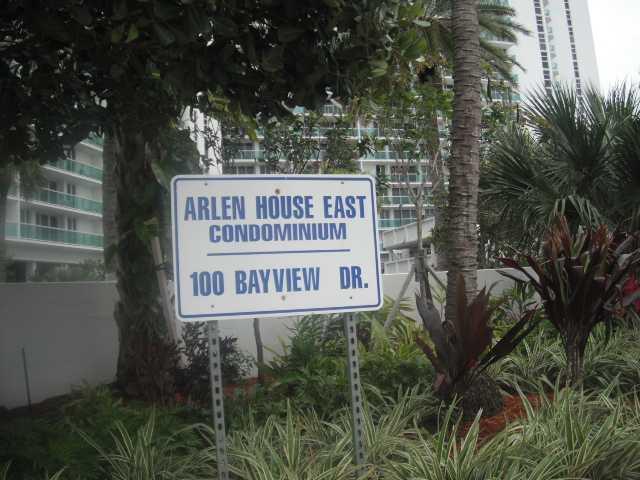 ARLEN HOUSE EAST
CONDOMINIUM
100 BAYVIEW DR.